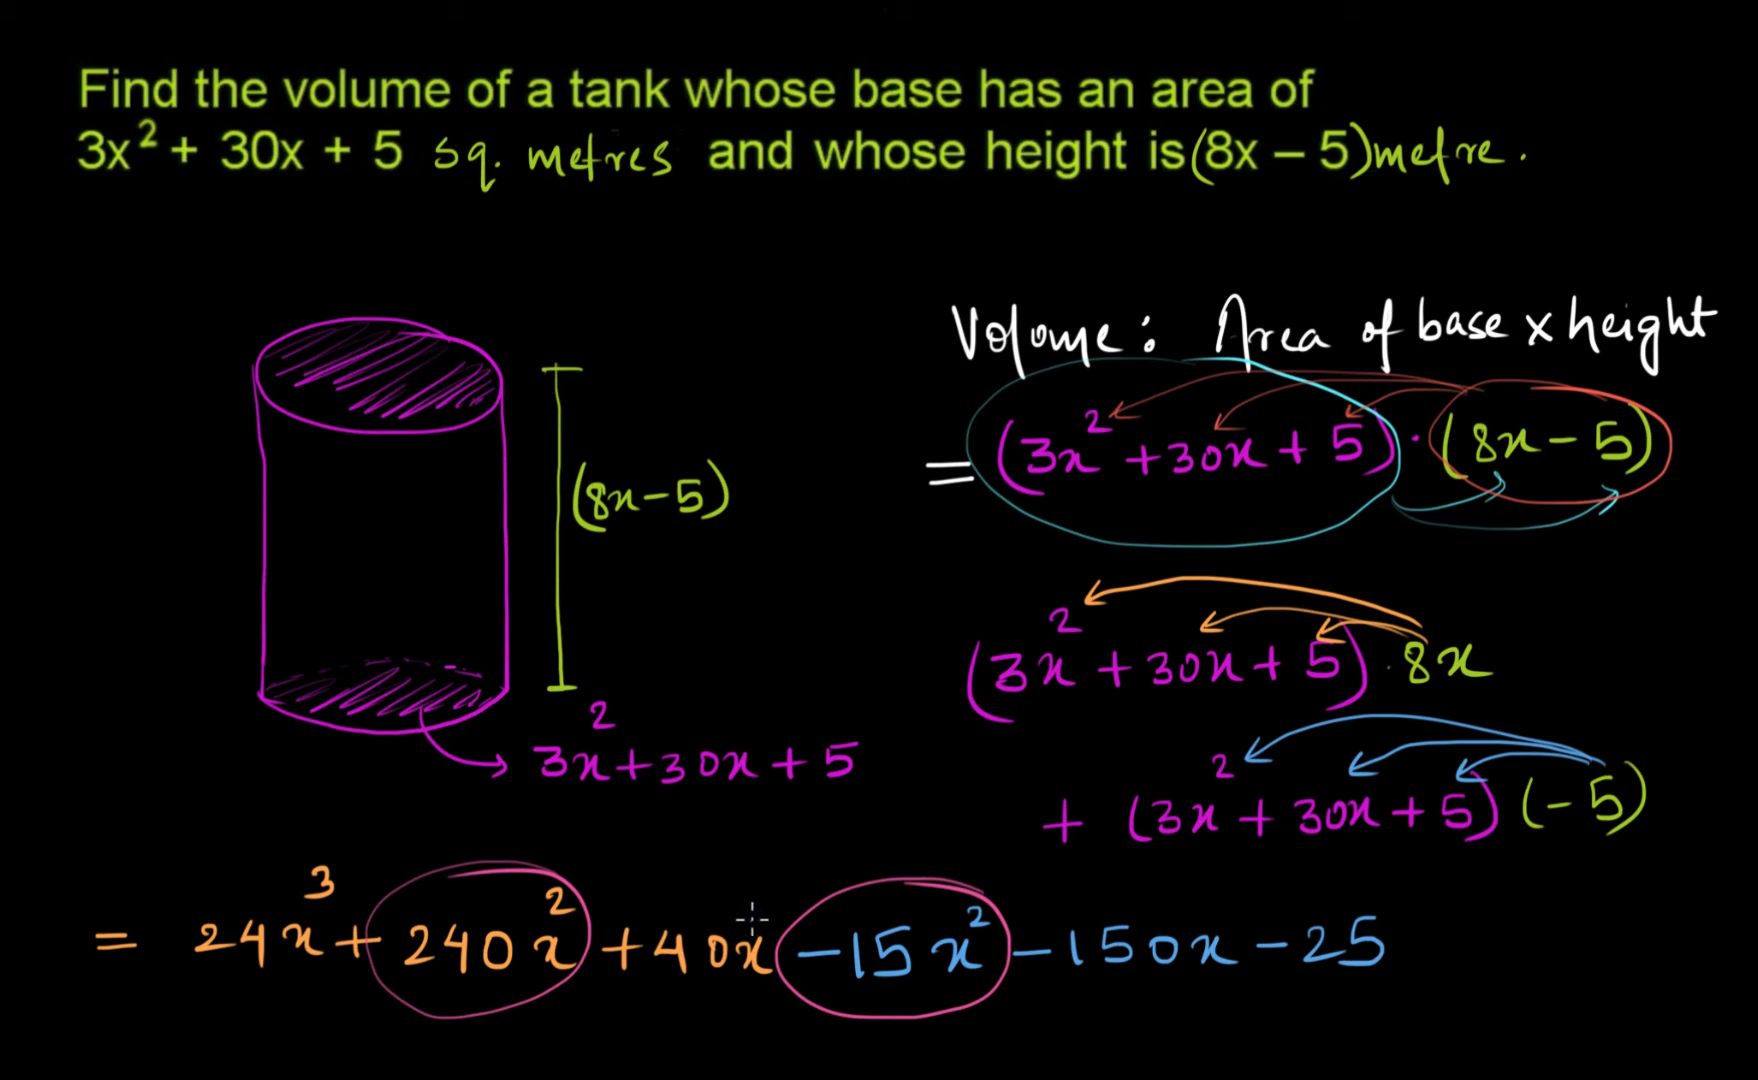 Find the volume of a tank whose base has an area of
3x² + 30x + 5 sq. metres and whose height is (8x – 5) metre.
Volume: Area of base x height
= (3x² + 30x + 5) · (8x – 5)
(8x – 5)
(3x² + 30x + 5) · 8x
3x² + 30x + 5
+ (3x² + 30x + 5) (– 5)
= 24x³ + 240x² + 40x – 15x² – 150x – 25